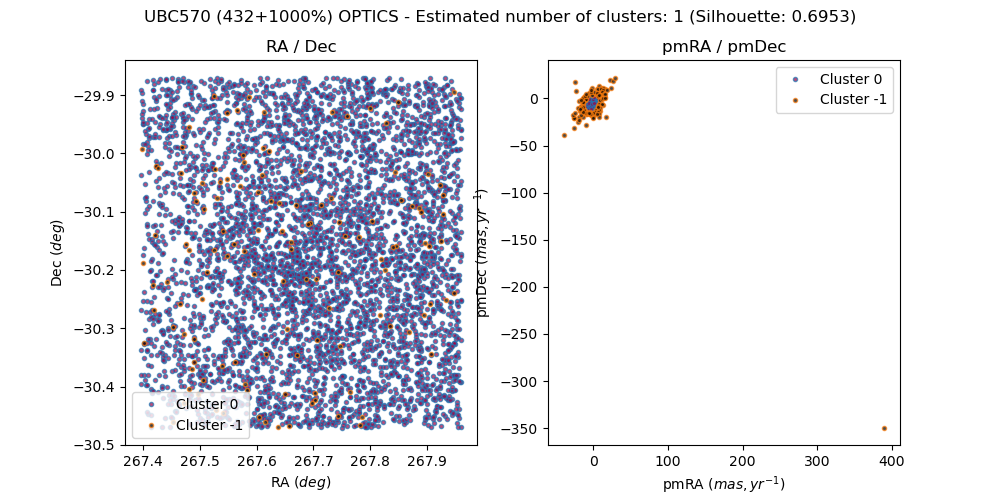 UBC570 (432+1000%) OPTICS - Estimated number of clusters: 1 (Silhouette: 0.6953)
RA / Dec
−29.9
−30.0
−30.1
−30.2
−30.3
−30.4
−30.5
Dec (deg)
Cluster 0
Cluster -1
267.4 267.5 267.6 267.7 267.8 267.9
RA (deg)
pmRA / pmDec
0
−50
−100
−150
−200
−250
−300
−350
pmDec (mas, yr⁻¹)
Cluster 0
Cluster -1
0 100 200 300 400
pmRA (mas, yr⁻¹)